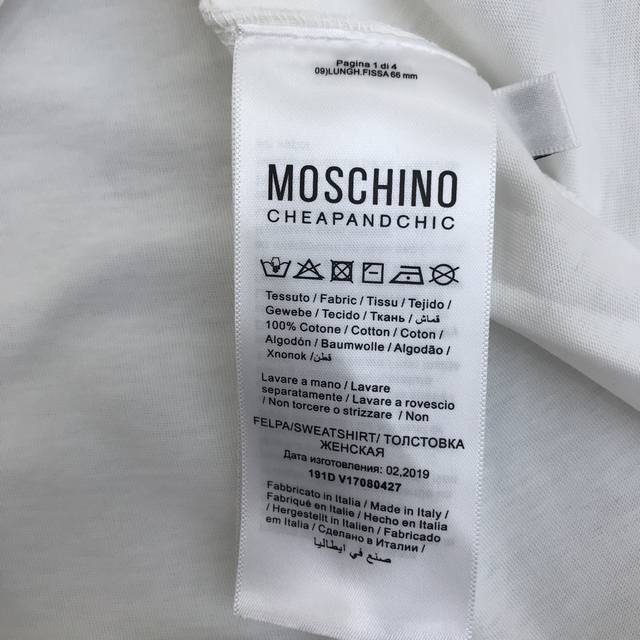 Pagina 1 di 4
09)LUNGH.FISSA 66 mm
MOSCHINO
CHEAPANDCHIC
Tessuto / Fabric / Tissu / Tejido /
Gewebe / Tecido / Ткань / قماش /
100% Cotone / Cotton / Coton /
Algodón / Baumwolle / Algodão /
Хлопок / قطن
Lavare a mano / Lavare
separatamente / Lavare a rovescio
/ Non torcere o strizzare / Non
FELPA/SWEATSHIRT/ ТОЛСТОВКА
ЖЕНСКАЯ
Дата изготовления: 02,2019
191D V17080427
Fabbricato in Italia / Made in Italy /
Fabriqué en Italie / Hecho en Italia
/ Hergestellt in Italien / Fabricado
em Italia / Сделано в Италии /
صنع في ايطاليا